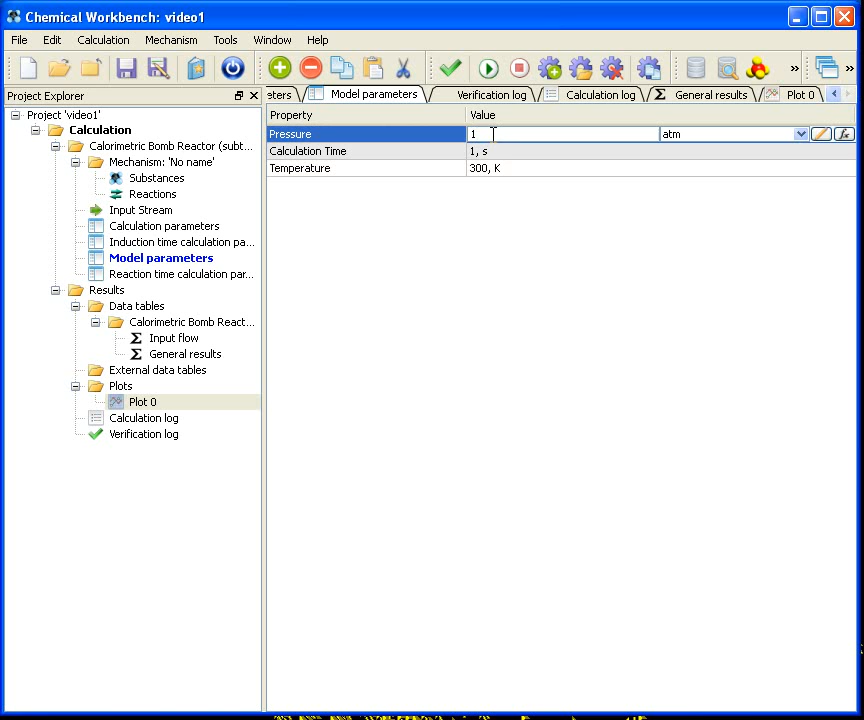 Chemical Workbench: video1
File Edit Calculation Mechanism Tools Window Help
» »
Project Explorer
sters Model parameters Verification log Calculation log General results Plot 0
Project 'video1'
Calculation
Calorimetric Bomb Reactor (subt...
Mechanism: 'No name'
Substances
Reactions
Input Stream
Calculation parameters
Induction time calculation pa...
Model parameters
Reaction time calculation par...
Results
Data tables
Calorimetric Bomb React...
Σ Input flow
Σ General results
External data tables
Plots
Plot 0
Calculation log
Verification log
Property Value
Pressure 1 atm
Calculation Time 1, s
Temperature 300, K